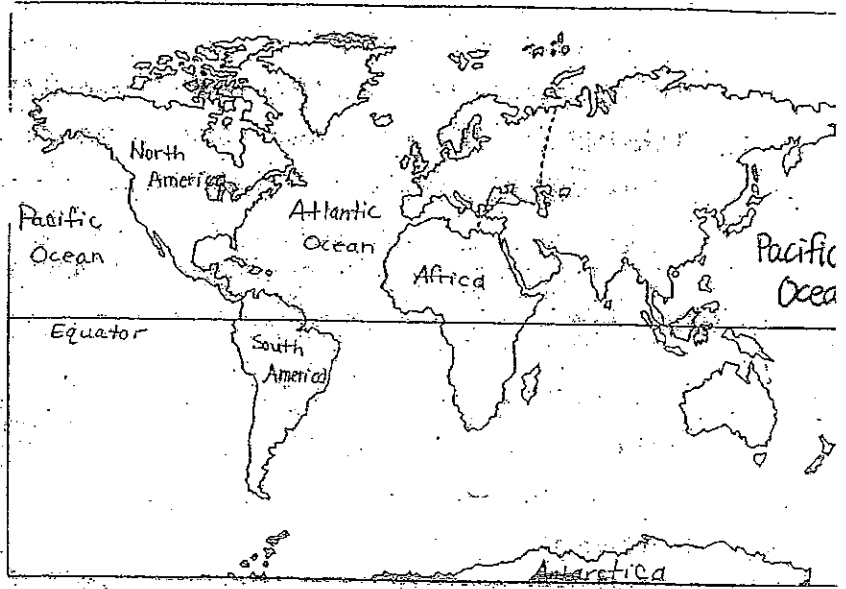 North
America
Atlantic
Ocean
Pacific
Ocean
Africa
Pacific
Ocea
Equator
South
America
Antarctica